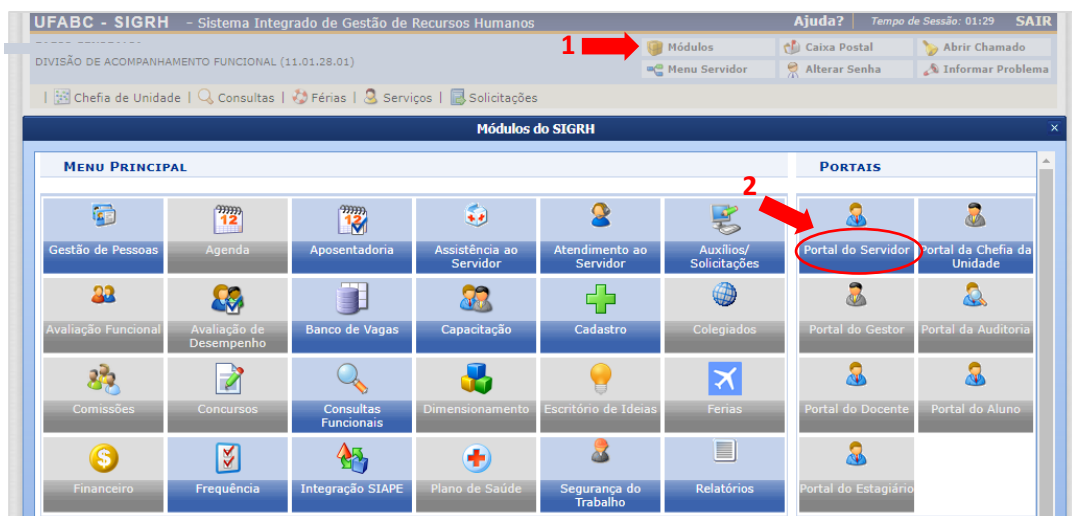 UFABC - SIGRH - Sistema Integrado de Gestão de Recursos Humanos
Ajuda? Tempo de Sessão: 01:29 SAIR
1
Módulos Caixa Postal Abrir Chamado
DIVISÃO DE ACOMPANHAMENTO FUNCIONAL (11.01.28.01)
Menu Servidor Alterar Senha Informar Problema
| Chefia de Unidade | Consultas | Férias | Serviços | Solicitações
Módulos do SIGRH x
MENU PRINCIPAL
PORTAIS
2
Gestão de Pessoas
Agenda
Aposentadoria
Assistência ao
Servidor
Atendimento ao
Servidor
Auxílios/
Solicitações
Portal do Servidor
Portal da Chefia da
Unidade
Avaliação Funcional
Avaliação de
Desempenho
Banco de Vagas
Capacitação
Cadastro
Colegiados
Portal do Gestor
Portal da Auditoria
Comissões
Concursos
Consultas
Funcionais
Dimensionamento
Escritório de Ideias
Ferias
Portal do Docente
Portal do Aluno
Financeiro
Frequência
Integração SIAPE
Plano de Saúde
Segurança do
Trabalho
Relatórios
Portal do Estagiário